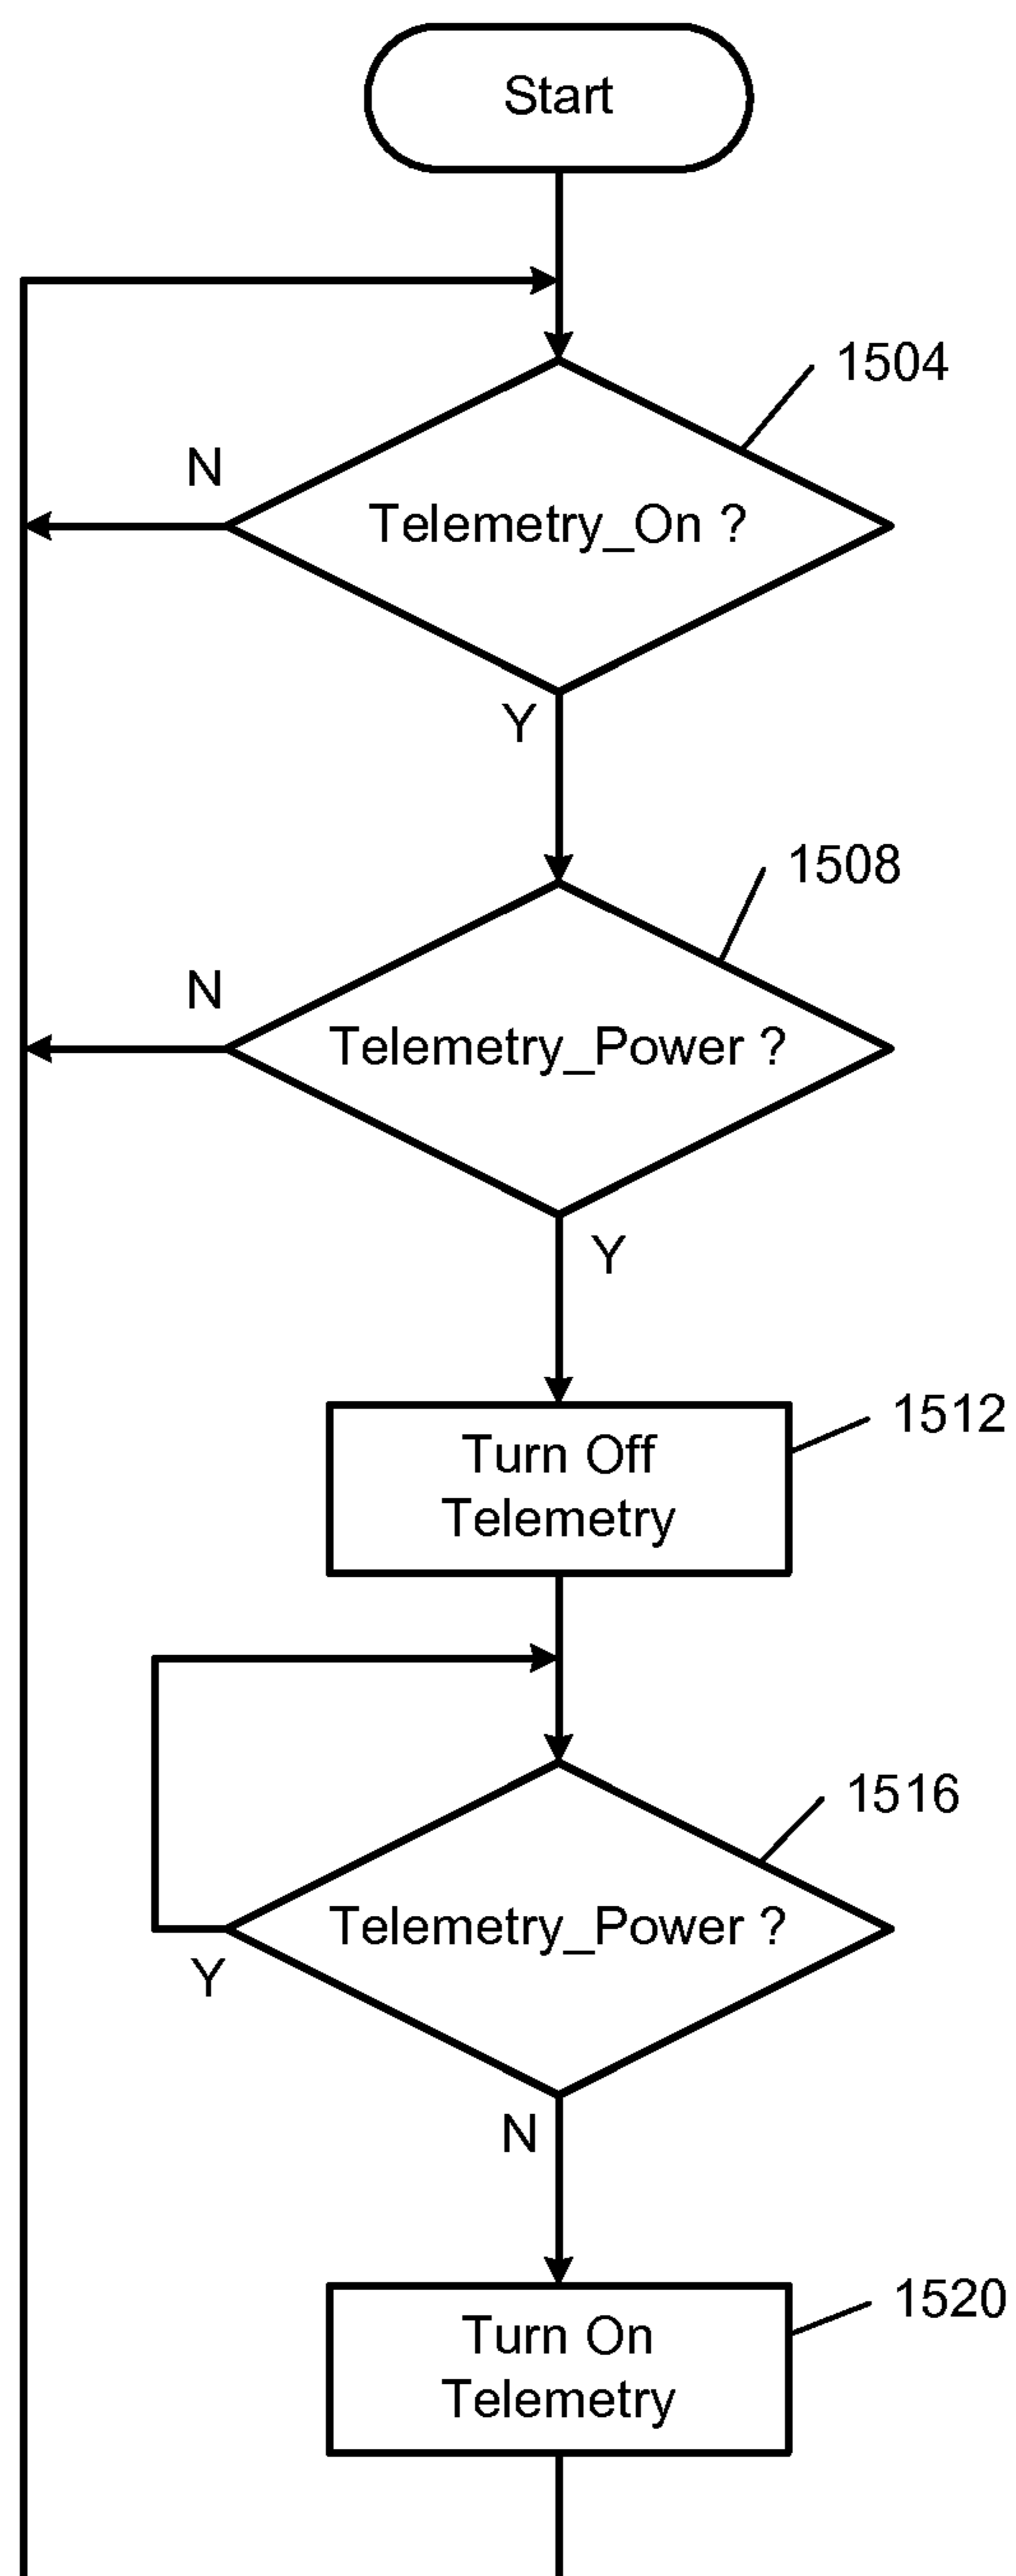 Start
1504
N
Telemetry_On ?
Y
1508
N
Telemetry_Power ?
Y
1512
Turn Off
Telemetry
1516
Telemetry_Power ?
Y
N
1520
Turn On
Telemetry